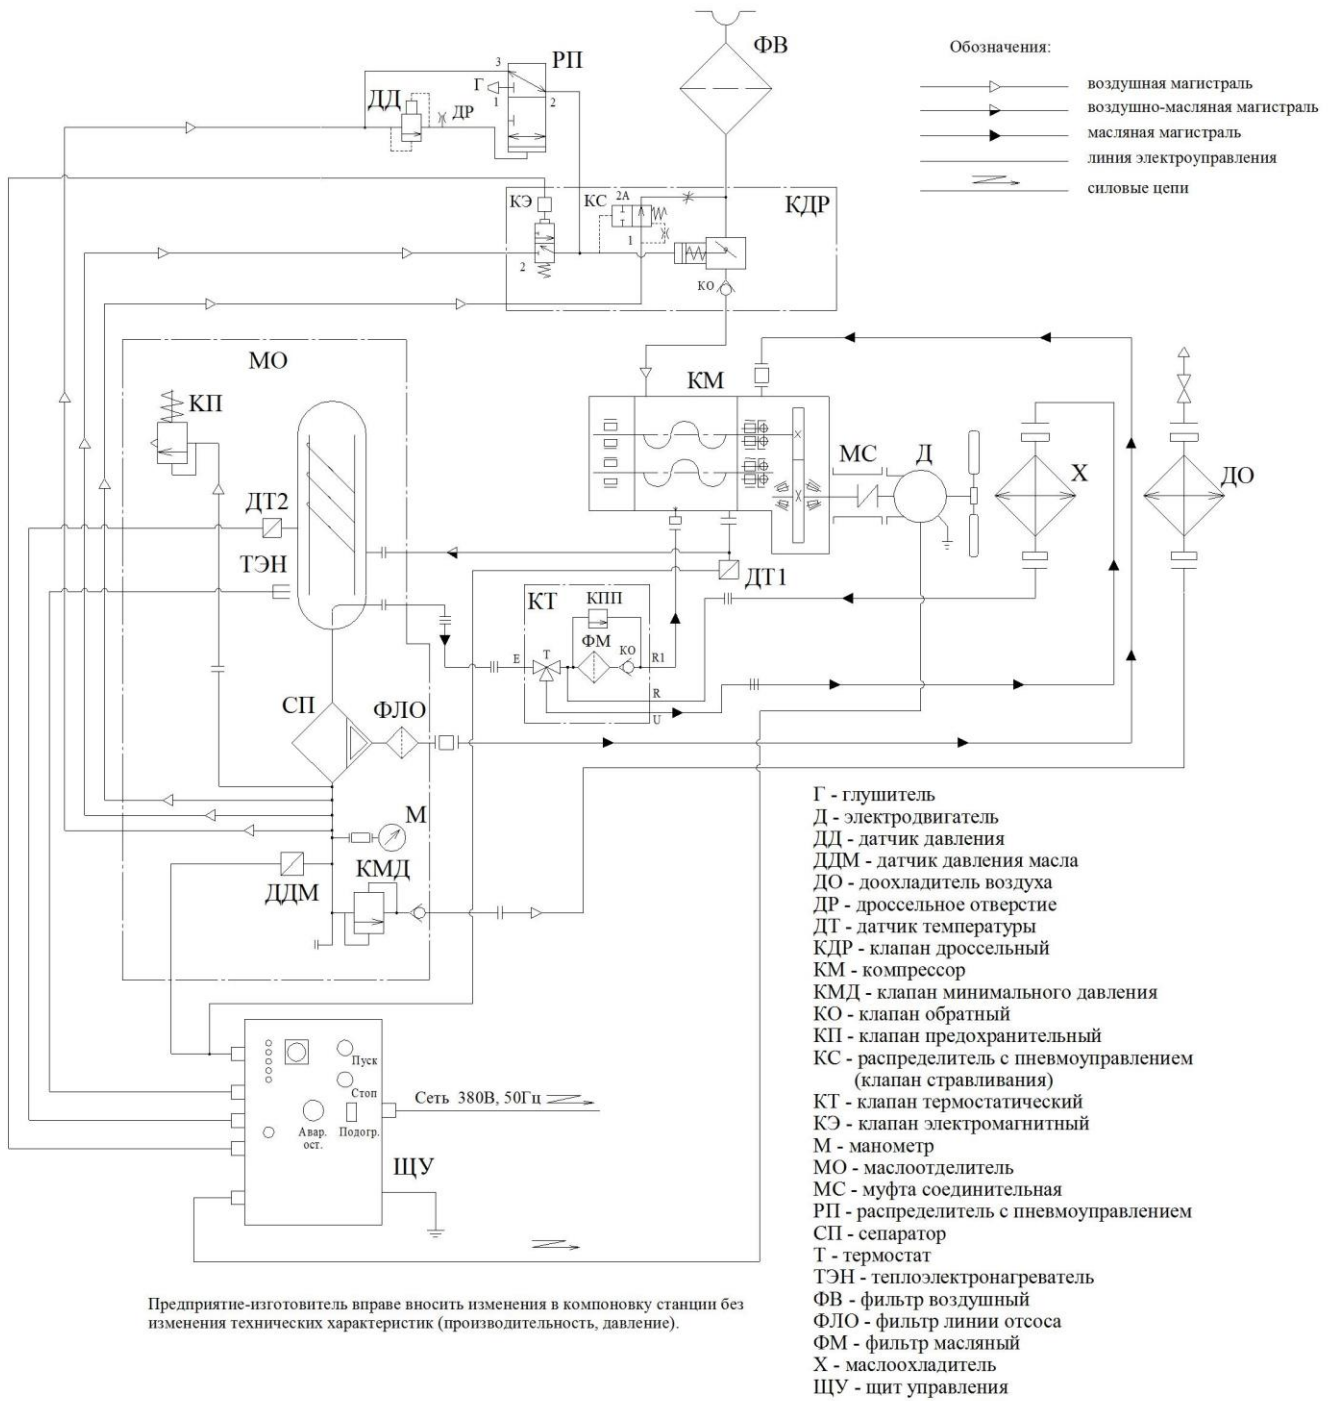 ФВ
Обозначения:
воздушная магистраль
воздушно-масляная магистраль
масляная магистраль
линия электроуправления
силовые цепи
3
РП
Г
1
2
ДД
ДР
КЭ
КС
2А
1
2
КДР
КО
МО
КП
КМ
МС
Д
Х
ДО
ДТ2
ТЭН
ДТ1
КТ
КПП
ФМ
Т
КО
E
R1
R
U
СП
ФЛО
М
КМД
ДДМ
Пуск
Стоп
Авар.
ост.
Подогр.
Сеть 380В, 50Гц
ЩУ
Г - глушитель
Д - электродвигатель
ДД - датчик давления
ДДМ - датчик давления масла
ДО - доохладитель воздуха
ДР - дроссельное отверстие
ДТ - датчик температуры
КДР - клапан дроссельный
КМ - компрессор
КМД - клапан минимального давления
КО - клапан обратный
КП - клапан предохранительный
КС - распределитель с пневмоуправлением
(клапан стравливания)
КТ - клапан термостатический
КЭ - клапан электромагнитный
М - манометр
МО - маслоотделитель
МС - муфта соединительная
РП - распределитель с пневмоуправлением
СП - сепаратор
Т - термостат
ТЭН - теплоэлектронагреватель
ФВ - фильтр воздушный
ФЛО - фильтр линии отсоса
ФМ - фильтр масляный
Х - маслоохладитель
ЩУ - щит управления
Предприятие-изготовитель вправе вносить изменения в компоновку станции без
изменения технических характеристик (производительность, давление).